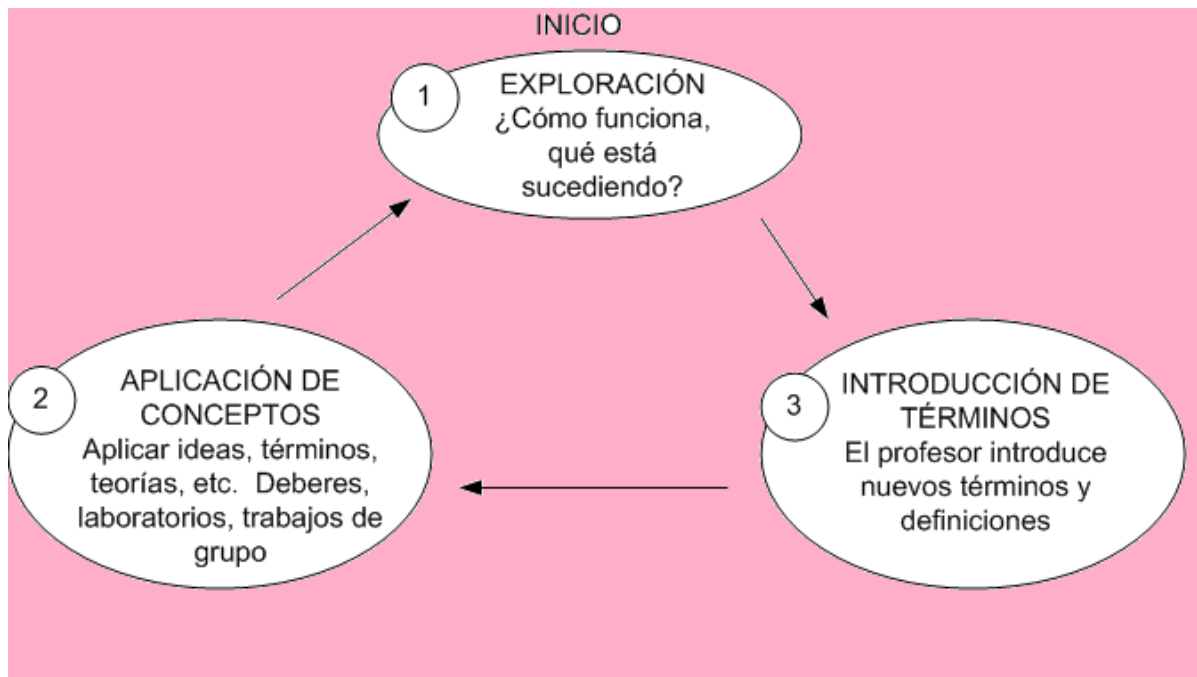 INICIO
1
EXPLORACIÓN
¿Cómo funciona,
qué está
sucediendo?
2
APLICACIÓN DE
CONCEPTOS
Aplicar ideas, términos,
teorías, etc.  Deberes,
laboratorios, trabajos de
grupo
3
INTRODUCCIÓN DE
TÉRMINOS
El profesor introduce
nuevos términos y
definiciones